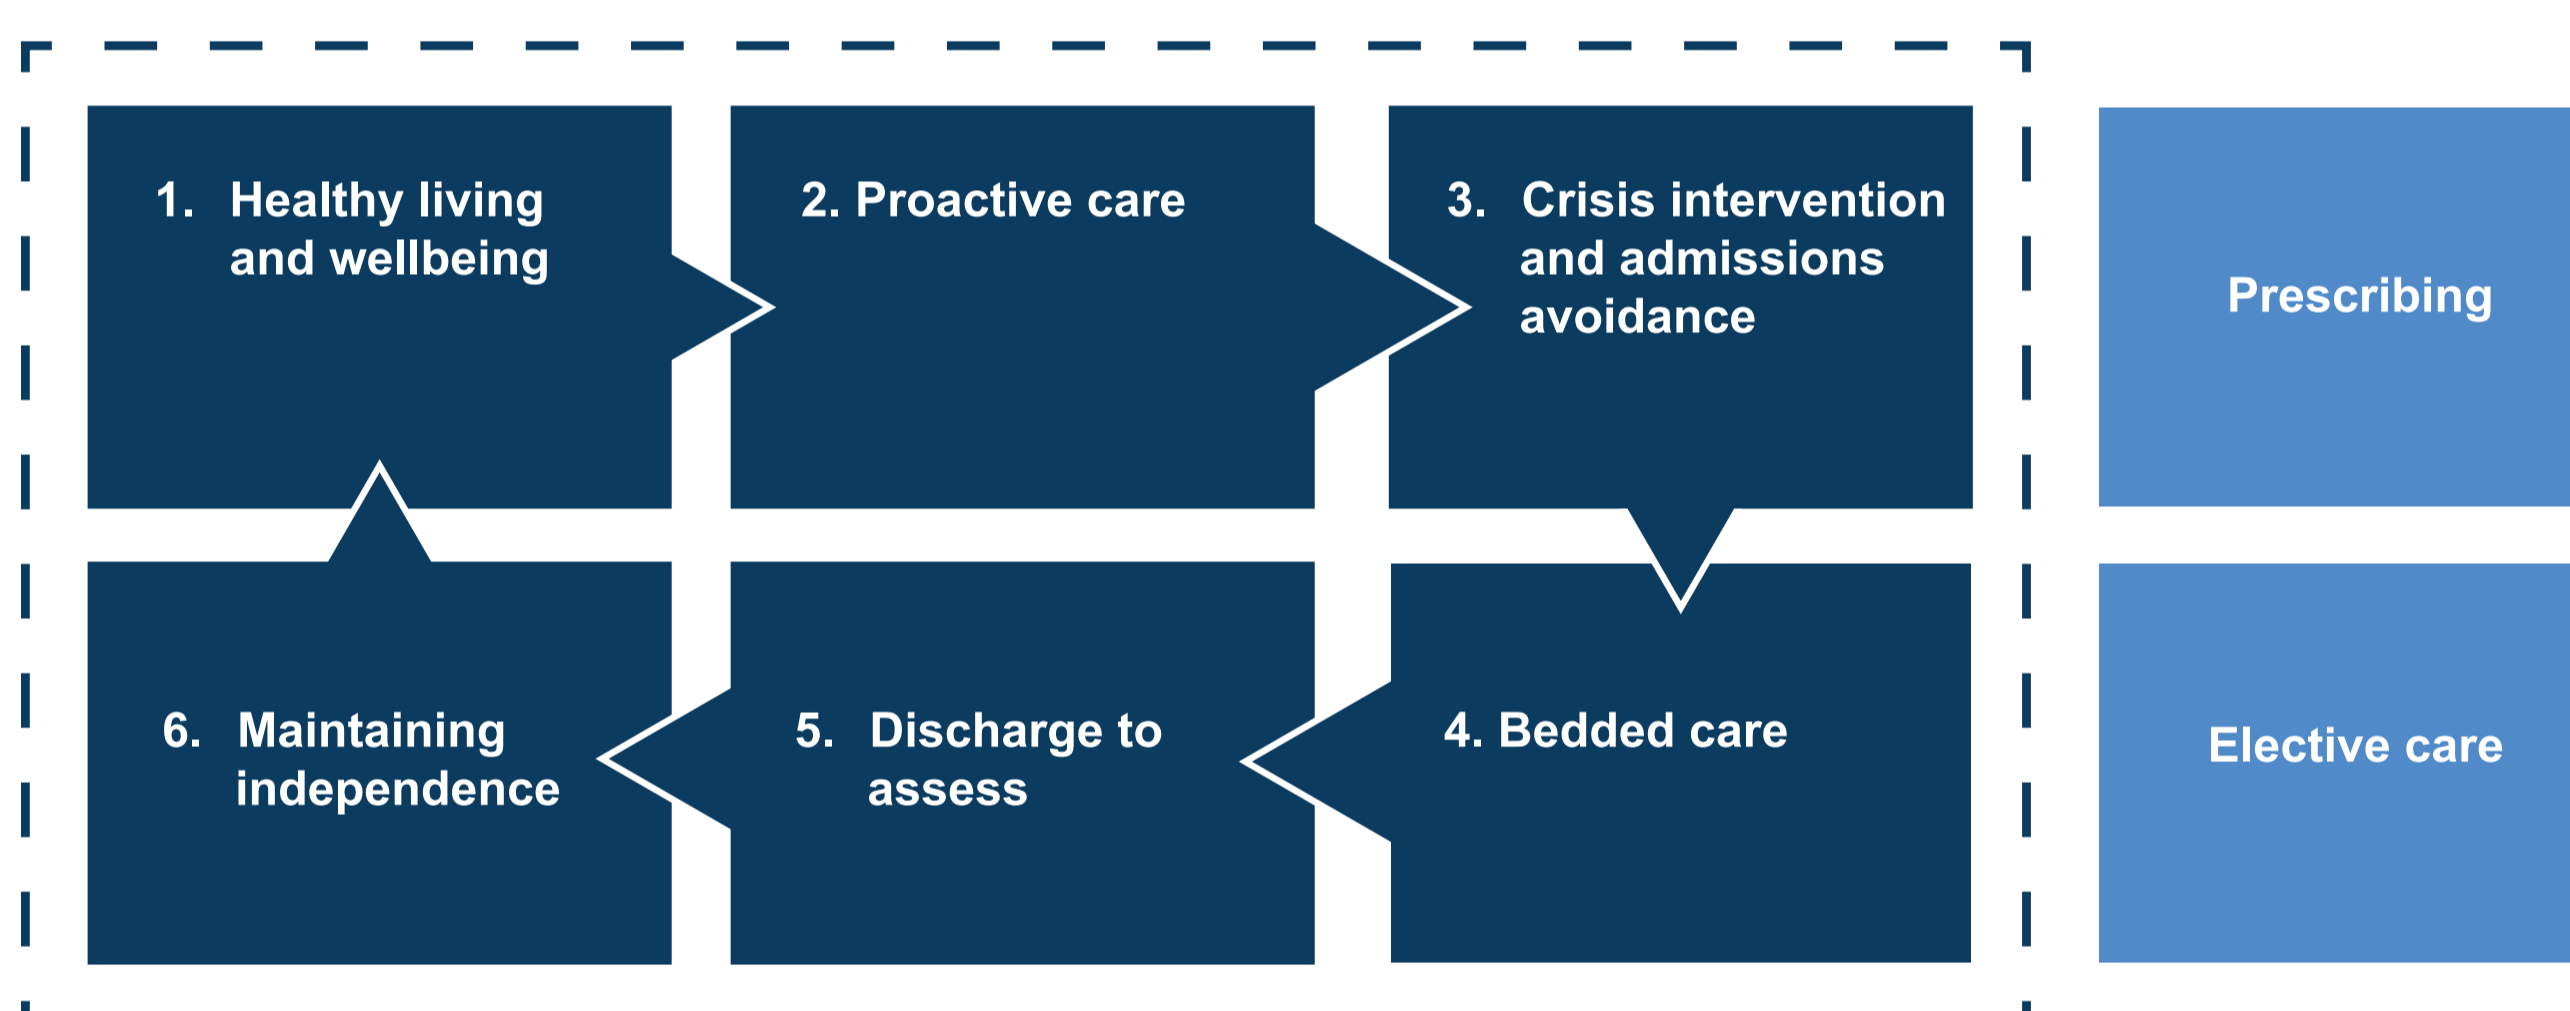 1. Healthy living
and wellbeing
2. Proactive care
3. Crisis intervention
and admissions
avoidance
Prescribing
6. Maintaining
independence
5. Discharge to
assess
4. Bedded care
Elective care